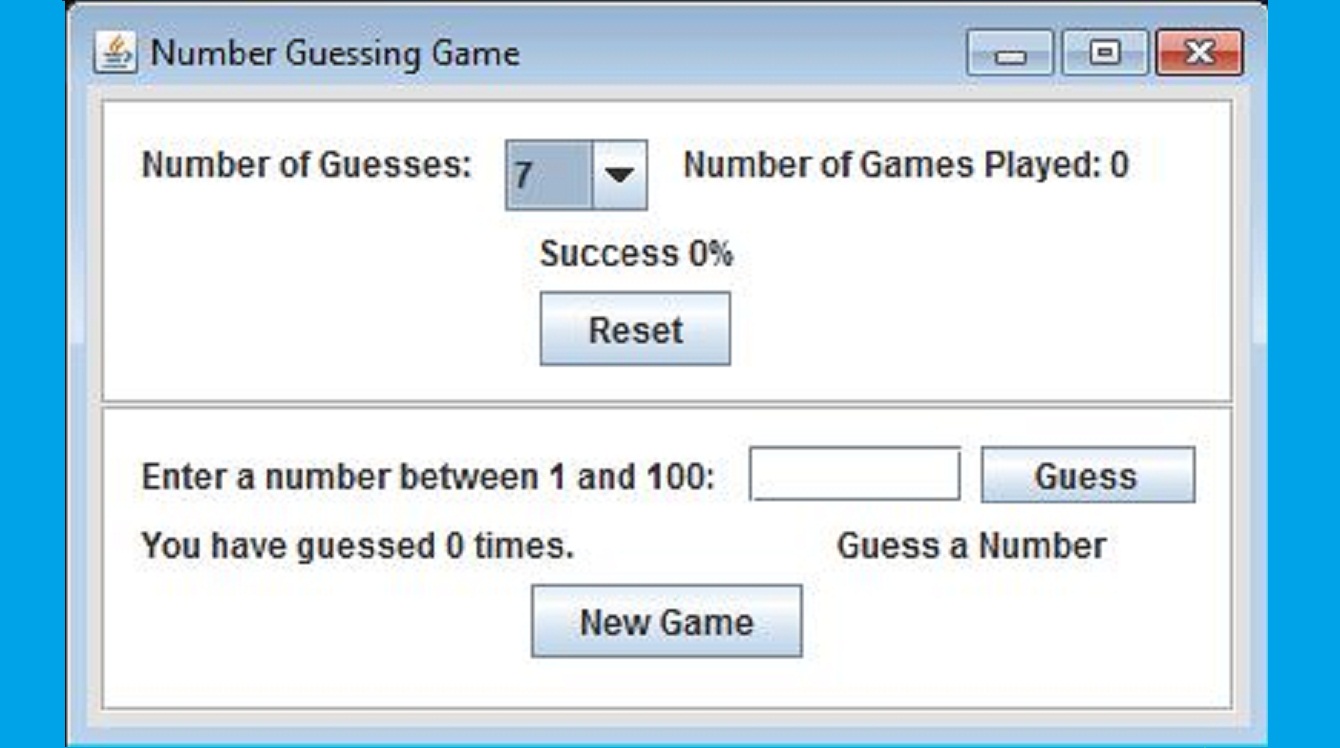 Number Guessing Game
Number of Guesses: 7 Number of Games Played: 0
Success 0%
Reset
Enter a number between 1 and 100: Guess
You have guessed 0 times. Guess a Number
New Game